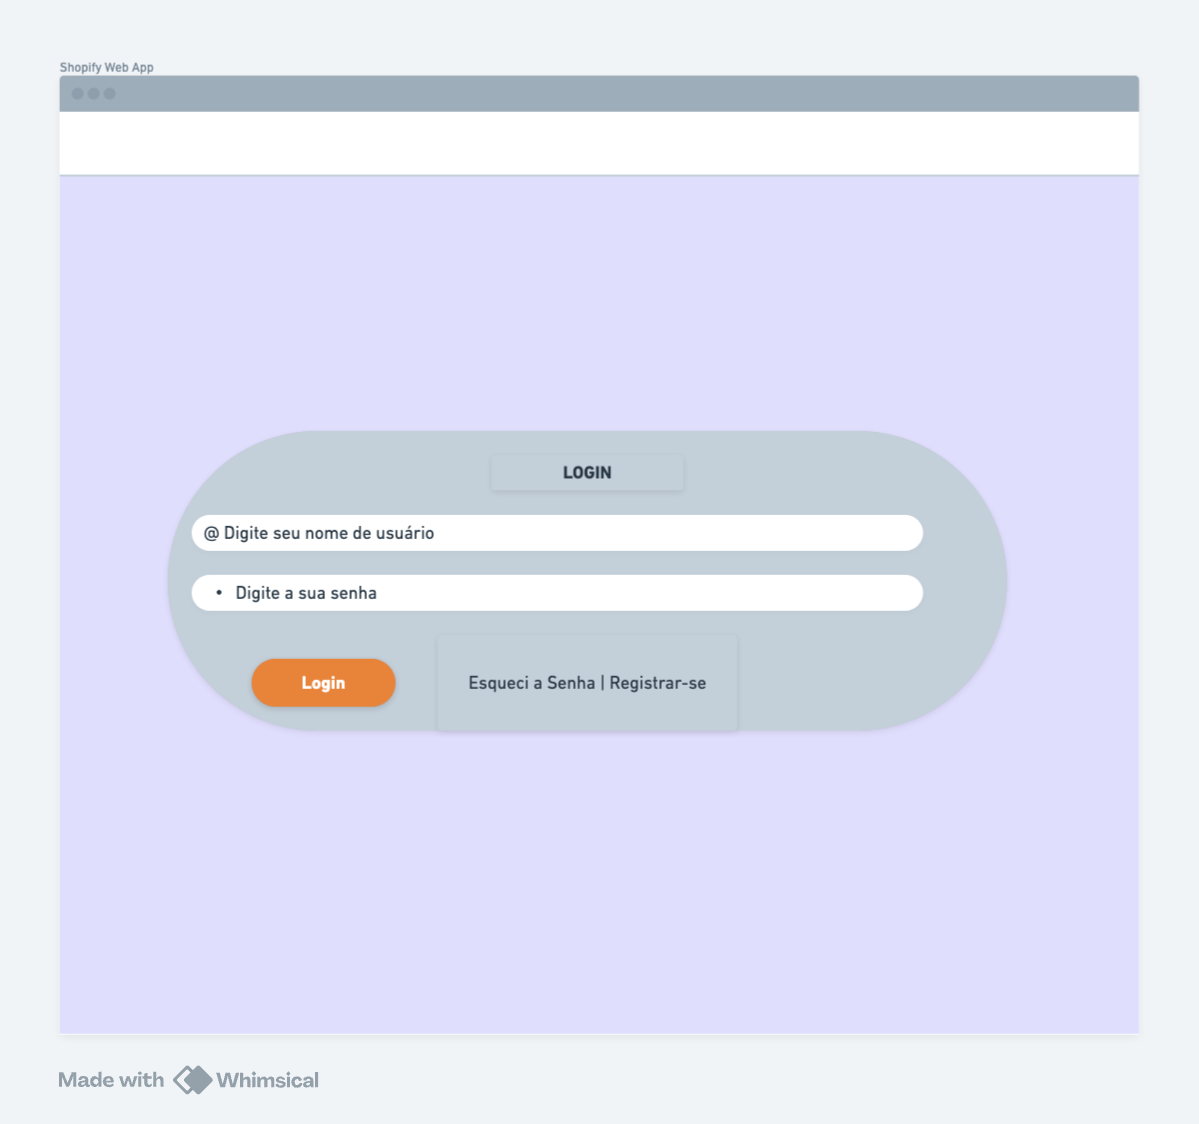 Shopify Web App
LOGIN
@ Digite seu nome de usuário
• Digite a sua senha
Login
Esqueci a Senha | Registrar-se
Made with Whimsical